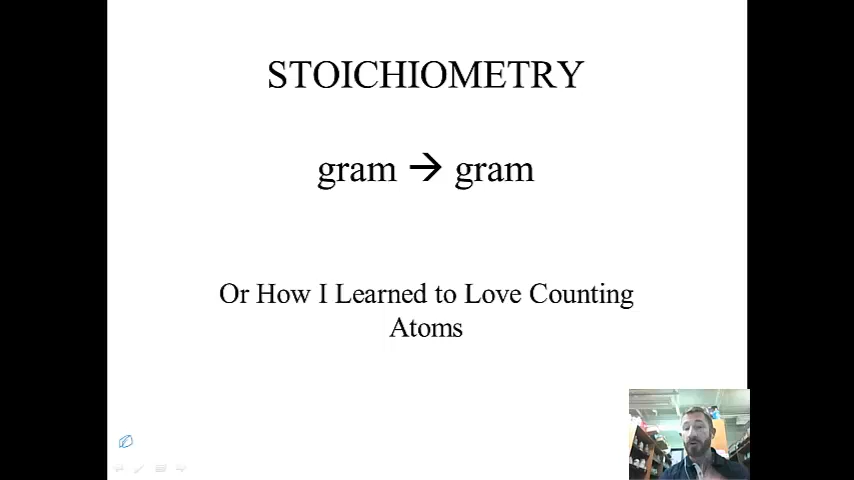 STOICHIOMETRY
gram → gram
Or How I Learned to Love Counting
Atoms